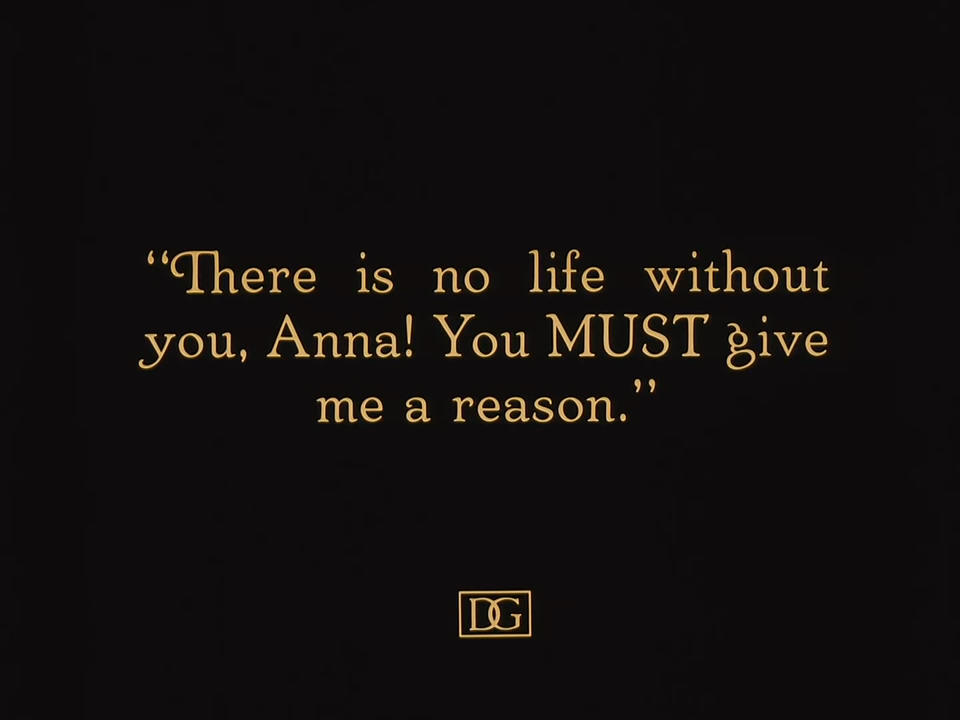 “There is no life without
you, Anna! You MUST give
me a reason.”
DG